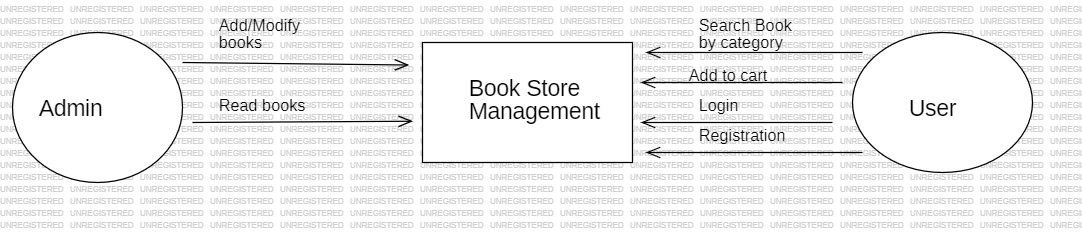 UNREGISTERED
Add/Modify
books
Read books
Admin
Book Store
Management
Search Book
by category
Add to cart
Login
Registration
User